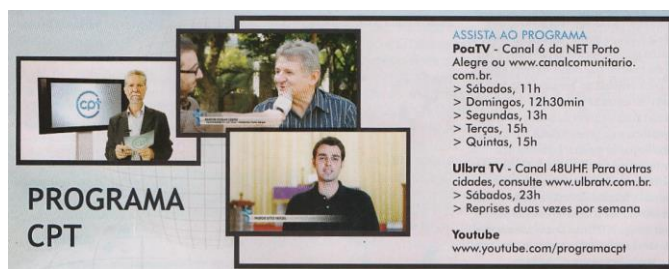 cpt
PROGRAMA
CPT
ASSISTA AO PROGRAMA
PoaTV - Canal 6 da NET Porto
Alegre ou www.canalcomunitario.
com.br.
> Sábados, 11h
> Domingos, 12h30min
> Segundas, 13h
> Terças, 15h
> Quintas, 15h
Ulbra TV - Canal 48UHF. Para outras
cidades, consulte www.ulbratv.com.br.
> Sábados, 23h
> Reprises duas vezes por semana
Youtube
www.youtube.com/programacpt